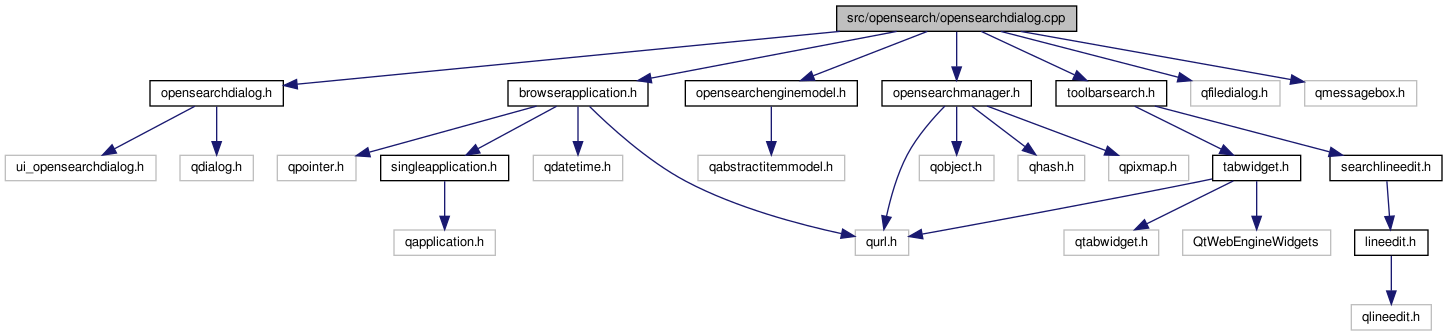 src/opensearch/opensearchdialog.cpp
opensearchdialog.h
browserapplication.h
opensearchenginemodel.h
opensearchmanager.h
toolbarsearch.h
qfiledialog.h
qmessagebox.h
ui_opensearchdialog.h
qdialog.h
qpointer.h
singleapplication.h
qdatetime.h
qabstractitemmodel.h
qobject.h
qhash.h
qpixmap.h
tabwidget.h
searchlineedit.h
qapplication.h
qurl.h
qtabwidget.h
QtWebEngineWidgets
lineedit.h
qlineedit.h